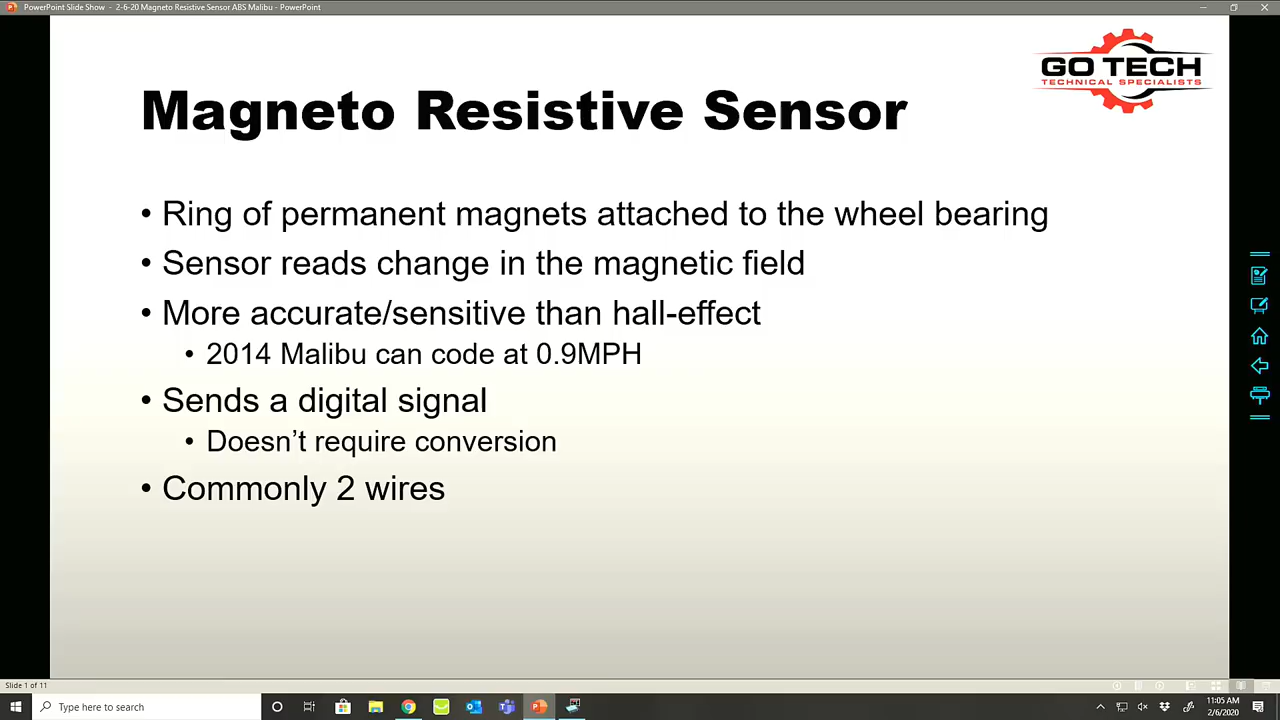 PowerPoint Slide Show - 2-6-20 Magneto Resistive Sensor ABS Malibu - PowerPoint
GO TECH
TECHNICAL SPECIALISTS
Magneto Resistive Sensor
• Ring of permanent magnets attached to the wheel bearing
• Sensor reads change in the magnetic field
• More accurate/sensitive than hall-effect
• 2014 Malibu can code at 0.9MPH
• Sends a digital signal
• Doesn't require conversion
• Commonly 2 wires
Slide 1 of 11
Type here to search
11:05 AM
2/6/2020